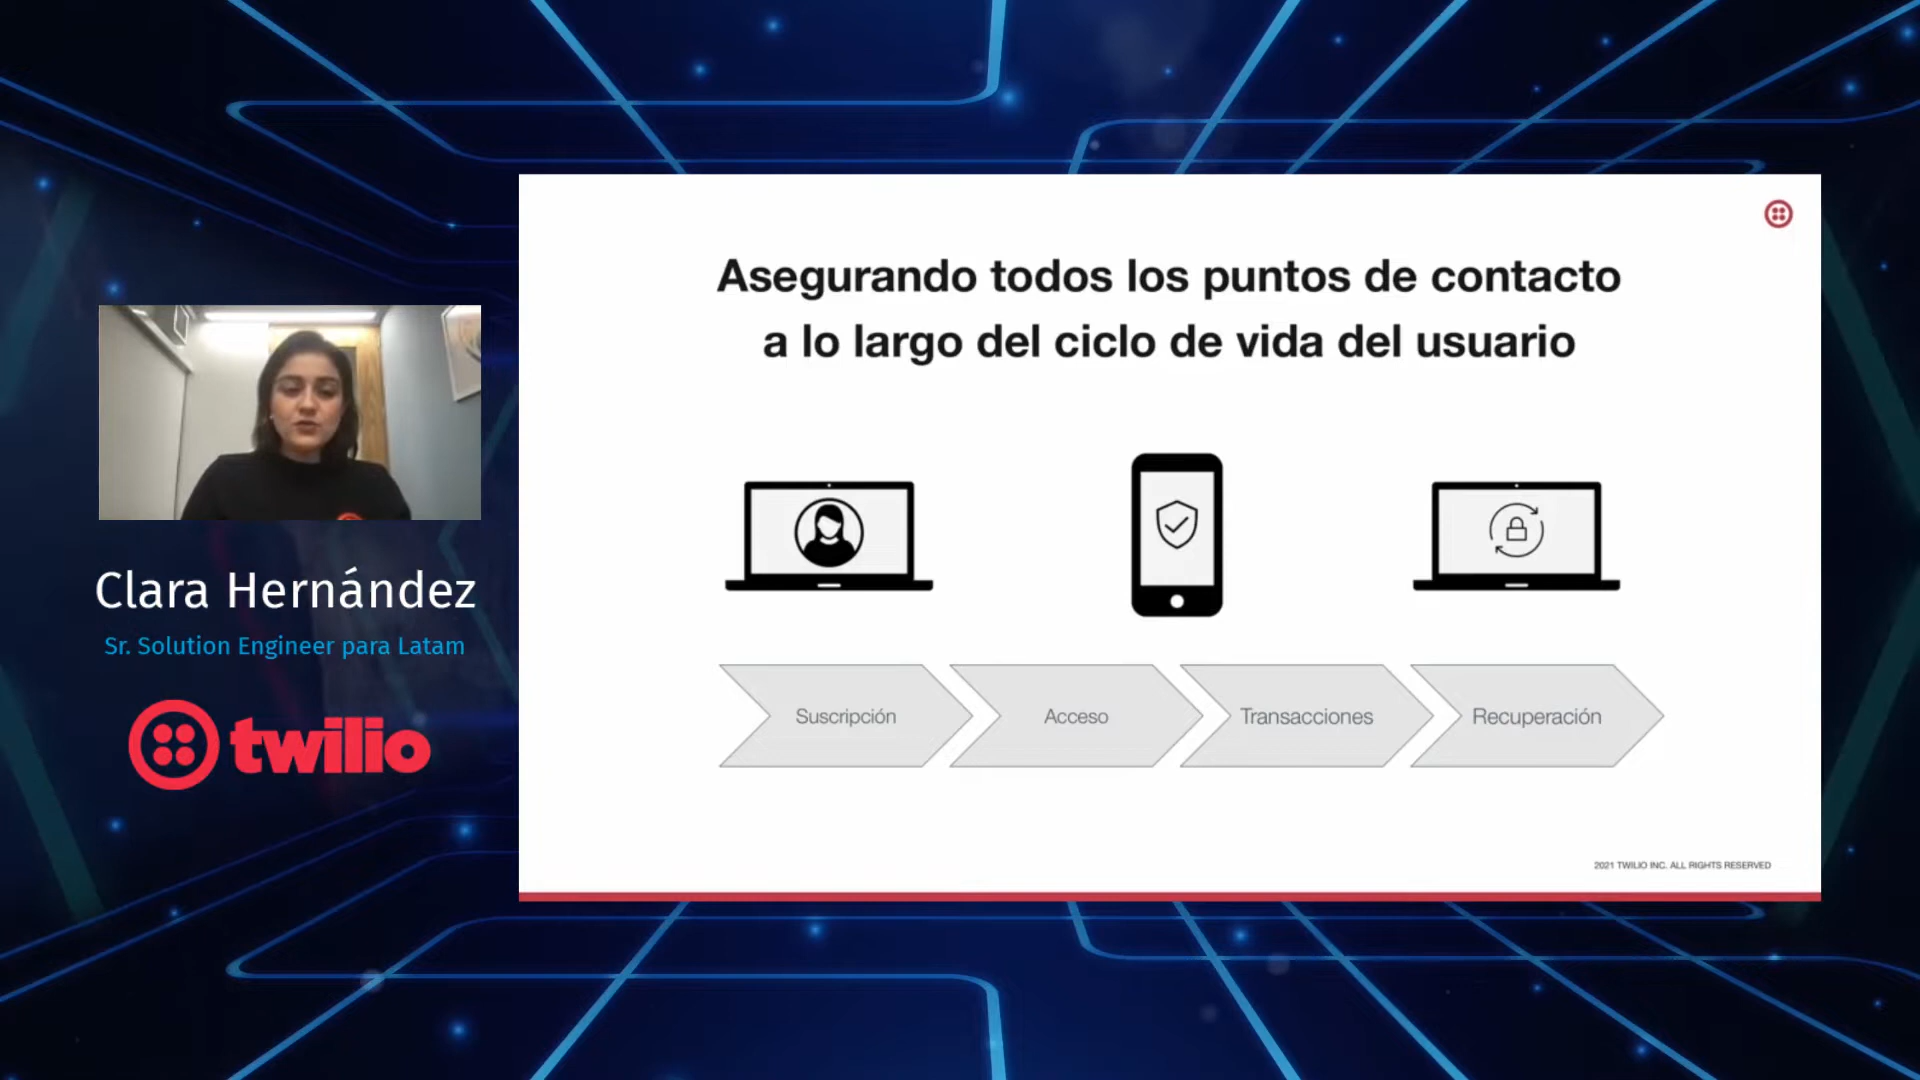 Asegurando todos los puntos de contacto
a lo largo del ciclo de vida del usuario
Clara Hernández
Sr. Solution Engineer para Latam
twilio
Suscripción
Acceso
Transacciones
Recuperación
2021 TWILIO INC. ALL RIGHTS RESERVED